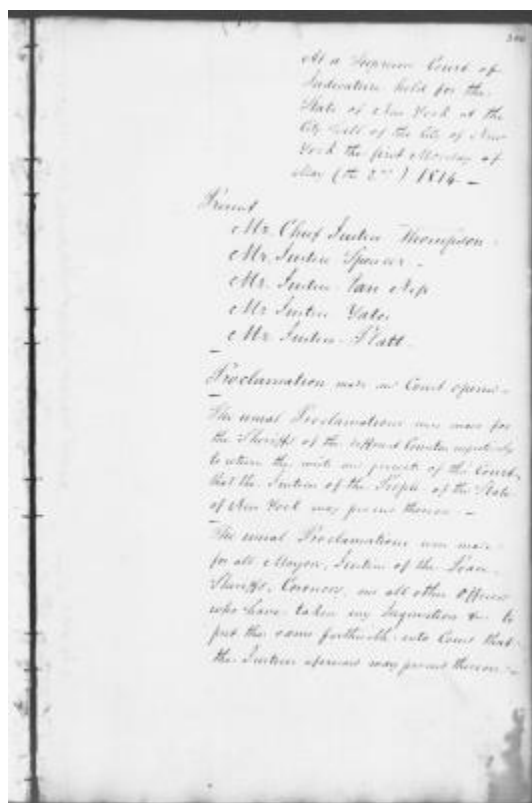 At a Supreme Court of
Judicature held for the
State of New York at the
City Hall of the City of New
York the first Monday of
May (the 2nd) 1814 –
Present
Mr. Chief Justice Thompson
Mr. Justice Spencer
Mr. Justice Van Ness
Mr Justice Yates
Mr. Justice Platt
Proclamation made and Court opened –
The usual Proclamations were made for
the Sheriffs of the different Counties respectively
to return the writs and precepts of the Court
that the Justices of the People of the State
of New York may proceed thereon –
The usual Proclamations were made
for all Mayors, Justices of the Peace,
Sheriffs, Coroners, and all other Officers
who have taken any Inquisition &c to
put the same forthwith into Court that
the Justices aforesaid may proceed thereon –